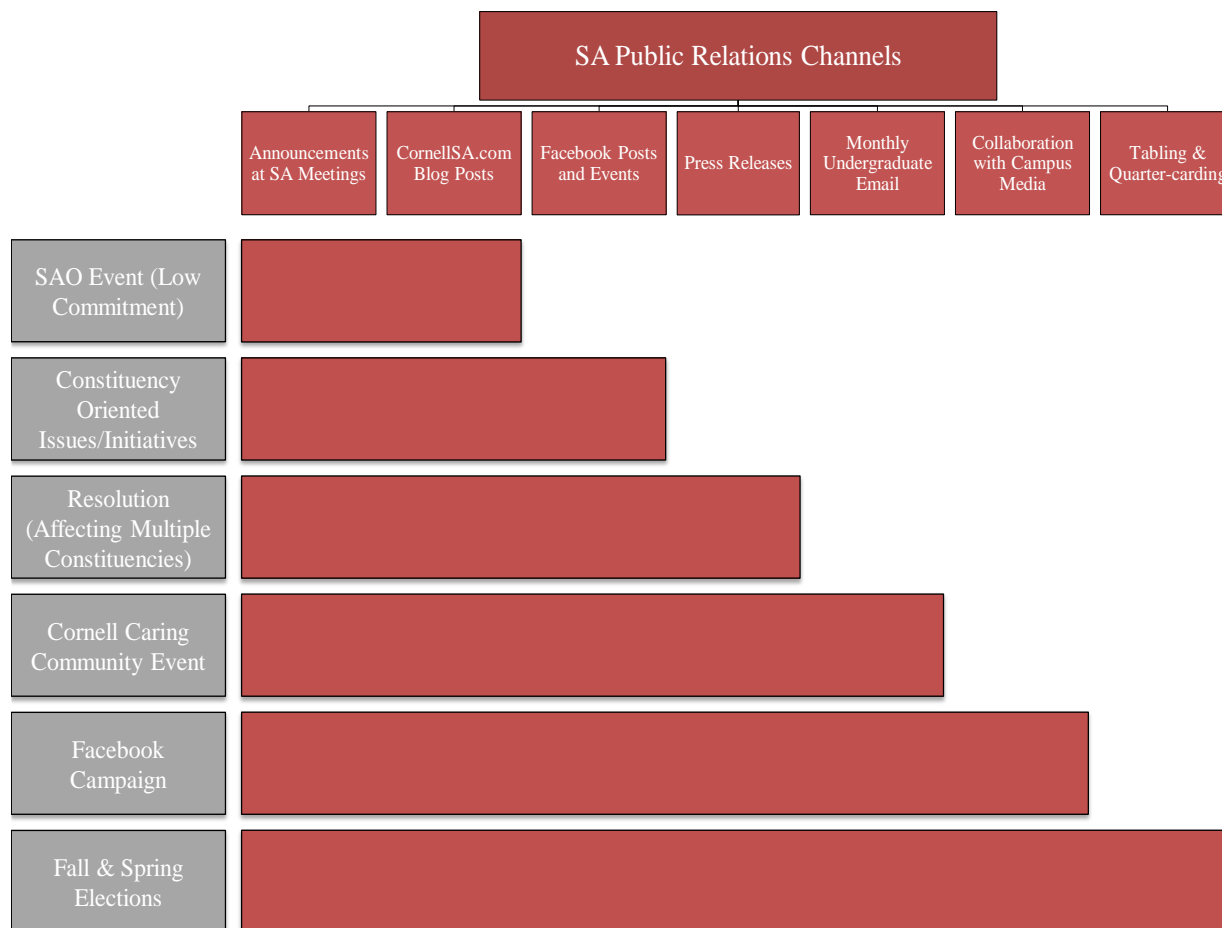 SA Public Relations Channels
Announcements
at SA Meetings
CornellSA.com
Blog Posts
Facebook Posts
and Events
Press Releases
Monthly
Undergraduate
Email
Collaboration
with Campus
Media
Tabling &
Quarter-carding
SAO Event (Low
Commitment)
Constituency
Oriented
Issues/Initiatives
Resolution
(Affecting Multiple
Constituencies)
Cornell Caring
Community Event
Facebook
Campaign
Fall & Spring
Elections